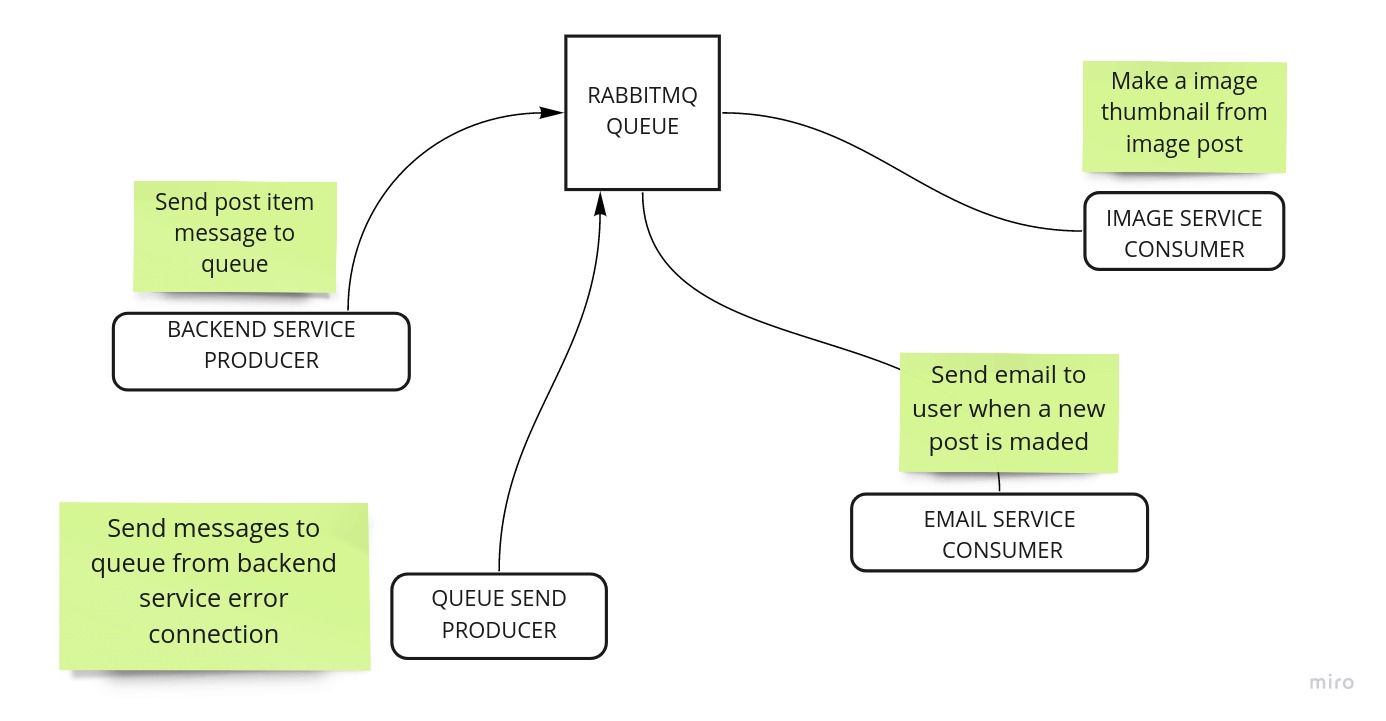 RABBITMQ
QUEUE
Make a image
thumbnail from
image post
IMAGE SERVICE
CONSUMER
Send post item
message to
queue
BACKEND SERVICE
PRODUCER
Send email to
user when a new
post is maded
EMAIL SERVICE
CONSUMER
Send messages to
queue from backend
service error
connection
QUEUE SEND
PRODUCER
miro